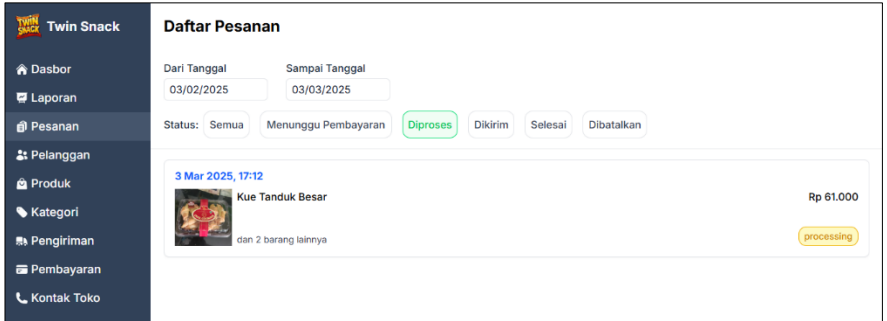 TWIN SNACK
Twin Snack
Dasbor
Laporan
Pesanan
Pelanggan
Produk
Kategori
Pengiriman
Pembayaran
Kontak Toko
Daftar Pesanan
Dari Tanggal Sampai Tanggal
03/02/2025 03/03/2025
Status: Semua Menunggu Pembayaran Diproses Dikirim Selesai Dibatalkan
3 Mar 2025, 17:12
Kue Tanduk Besar Rp 61.000
dan 2 barang lainnya processing